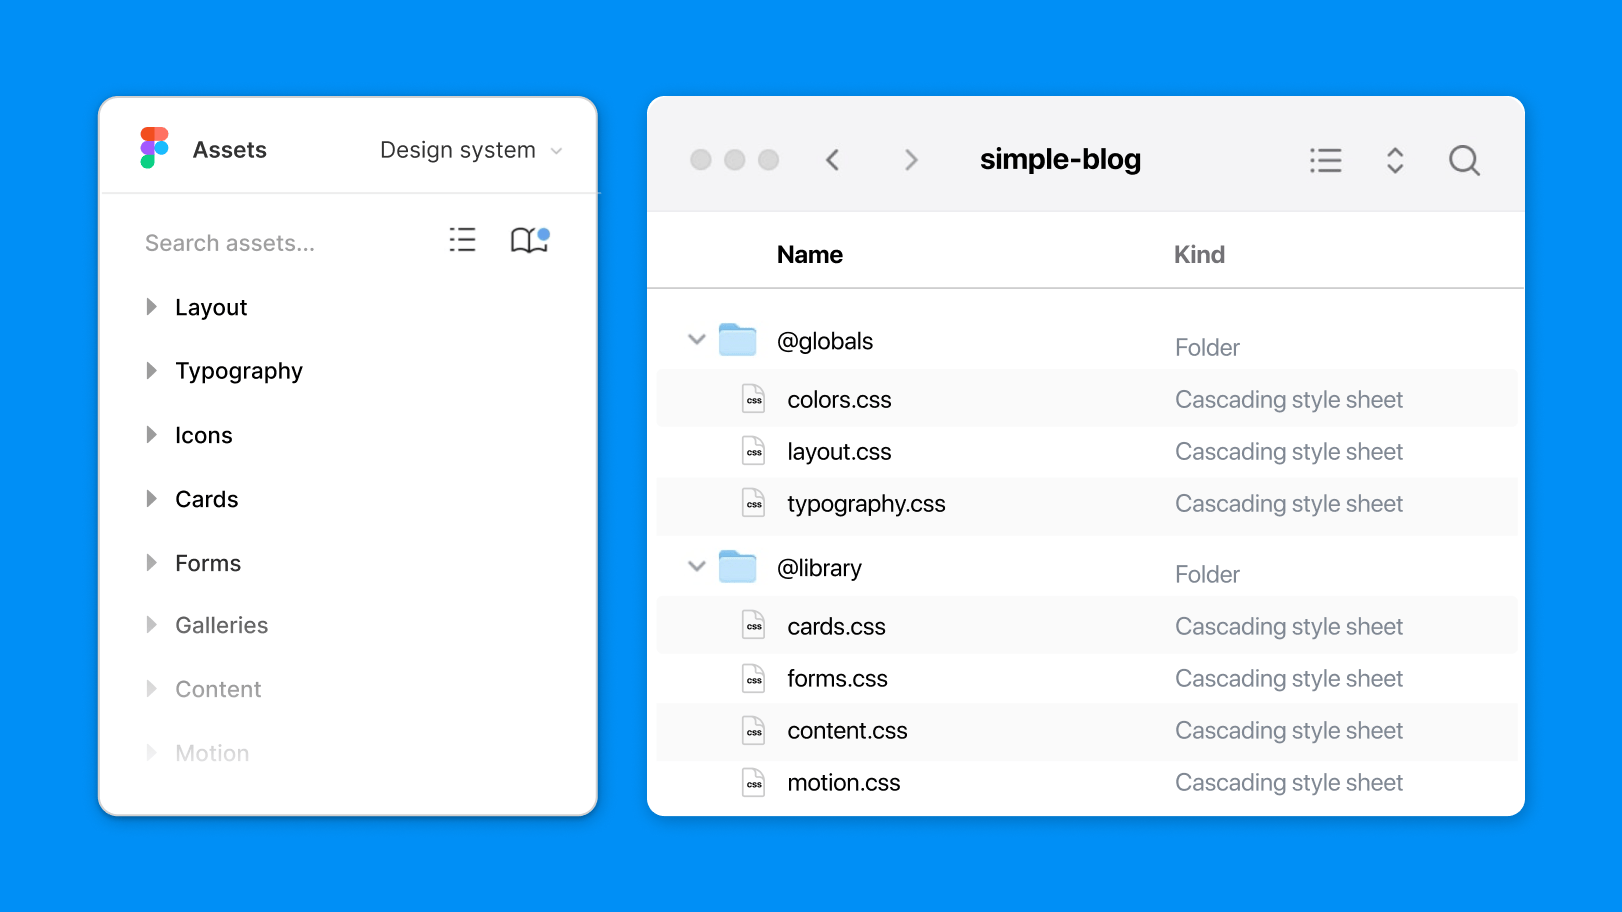 Assets Design system
Search assets...
Layout
Typography
Icons
Cards
Forms
Galleries
Content
Motion
simple-blog
Name Kind
@globals Folder
css colors.css Cascading style sheet
css layout.css Cascading style sheet
css typography.css Cascading style sheet
@library Folder
css cards.css Cascading style sheet
css forms.css Cascading style sheet
css content.css Cascading style sheet
css motion.css Cascading style sheet